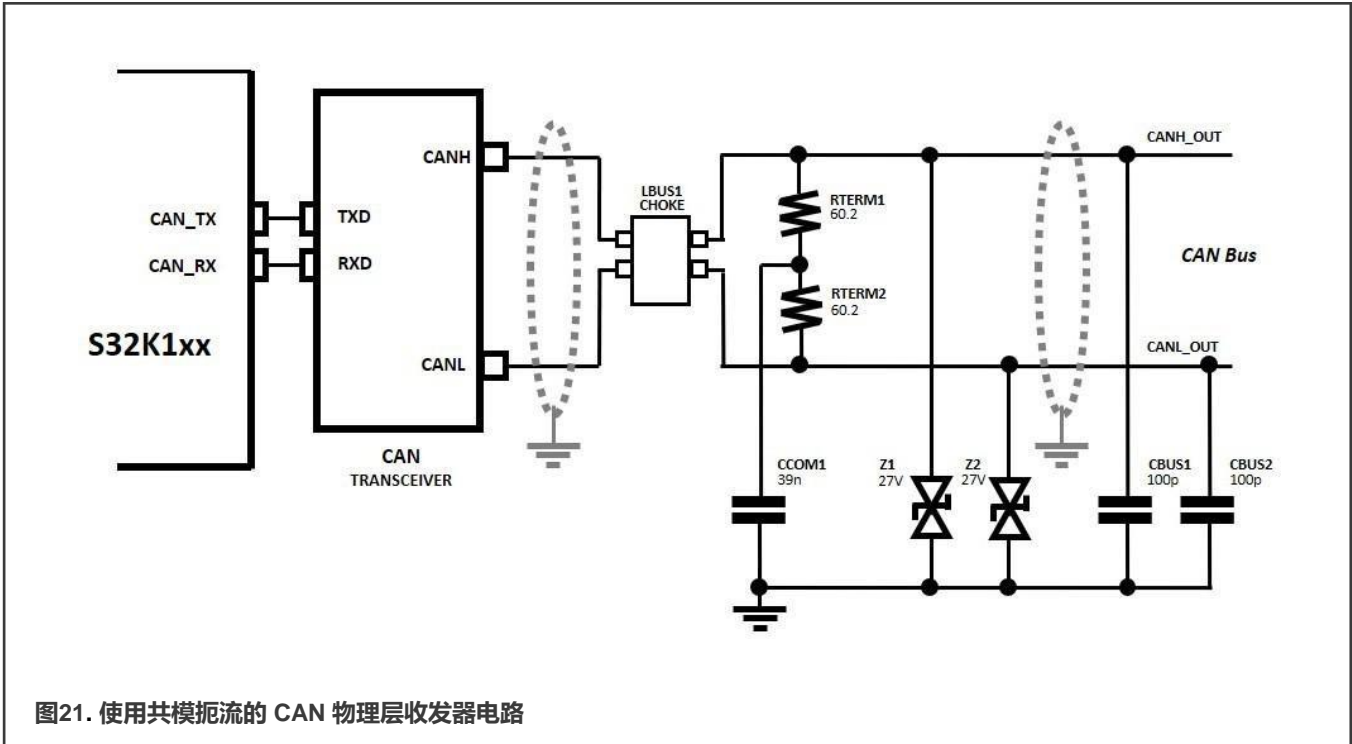 CANH_OUT
CANH
LBUS1
CHOKE
RTERM1
60.2
CAN_TX
TXD
CAN_RX
RXD
CAN Bus
RTERM2
60.2
S32K1xx
CANL
CANL_OUT
CAN
TRANSCEIVER
CCOM1
39n
Z1
27V
Z2
27V
CBUS1
100p
CBUS2
100p
图21. 使用共模扼流的 CAN 物理层收发器电路